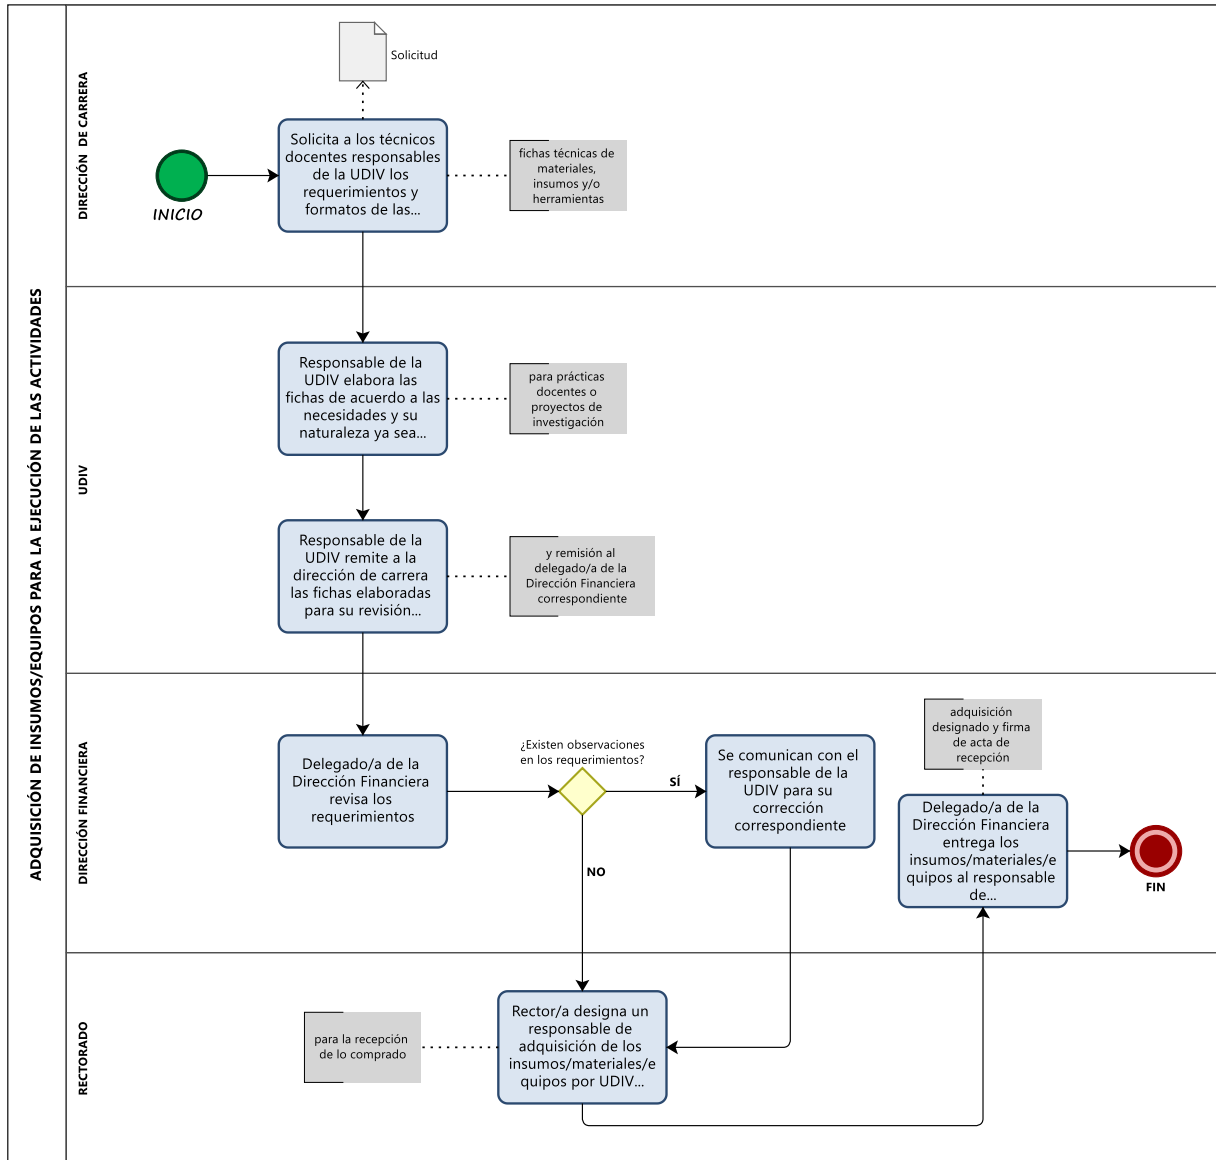 ADQUISICIÓN DE INSUMOS/EQUIPOS PARA LA EJECUCIÓN DE LAS ACTIVIDADES
DIRECCIÓN DE CARRERA
Solicitud
INICIO
Solicita a los técnicos
docentes responsables
de la UDIV los
requerimientos y
formatos de las...
fichas técnicas de
materiales,
insumos y/o
herramientas
UDIV
Responsable de la
UDIV elabora las
fichas de acuerdo a las
necesidades y su
naturaleza ya sea...
para prácticas
docentes o
proyectos de
investigación
Responsable de la
UDIV remite a la
dirección de carrera
las fichas elaboradas
para su revisión...
y remisión al
delegado/a de la
Dirección Financiera
correspondiente
DIRECCIÓN FINANCIERA
Delegado/a de la
Dirección Financiera
revisa los
requerimientos
¿Existen observaciones
en los requerimientos?
SÍ
NO
Se comunican con el
responsable de la
UDIV para su
corrección
correspondiente
adquisición
designado y firma
de acta de
recepción
Delegado/a de la
Dirección Financiera
entrega los
insumos/materiales/e
quipos al responsable
de...
FIN
RECTORADO
para la recepción
de lo comprado
Rector/a designa un
responsable de
adquisición de los
insumos/materiales/e
quipos por UDIV...